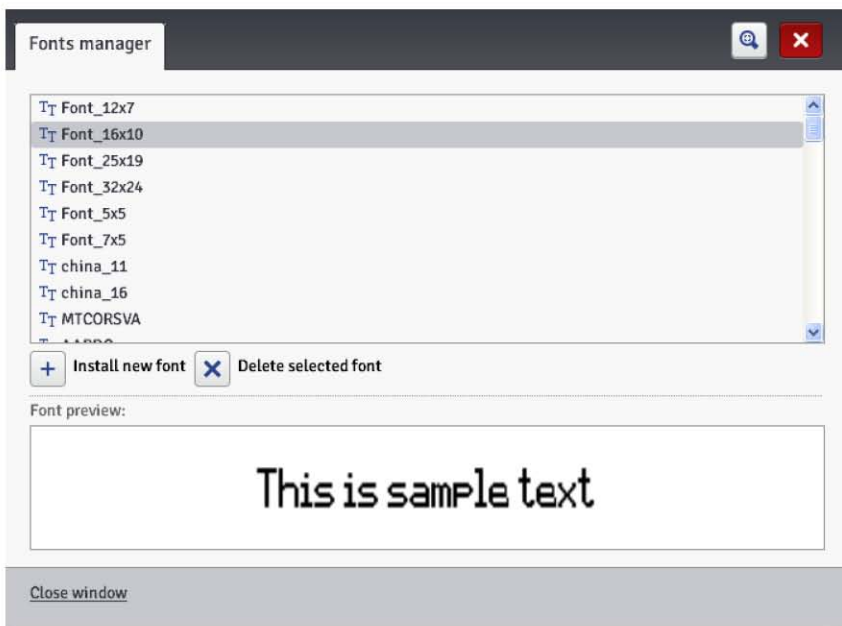 Fonts manager
Font_12x7
Font_16x10
Font_25x19
Font_32x24
Font_5x5
Font_7x5
china_11
china_16
MTCORSVA
Install new font Delete selected font
Font preview:
This is sample text
Close window